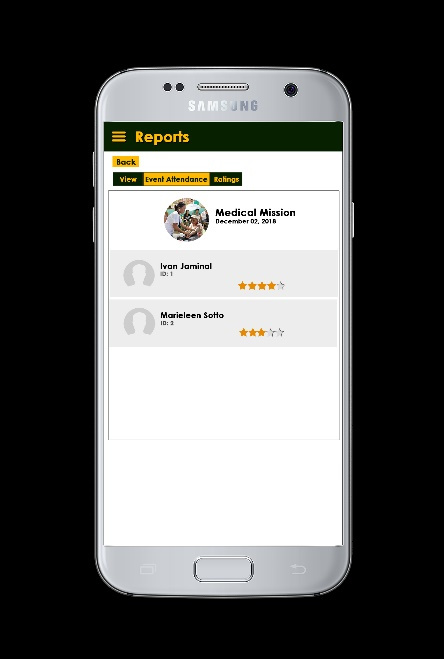 SAMSUNG
Reports
Back
View Event Attendance Ratings
Medical Mission
December 02, 2018
Ivan Jaminal
ID: 1
Marieleen Sotto
ID: 2